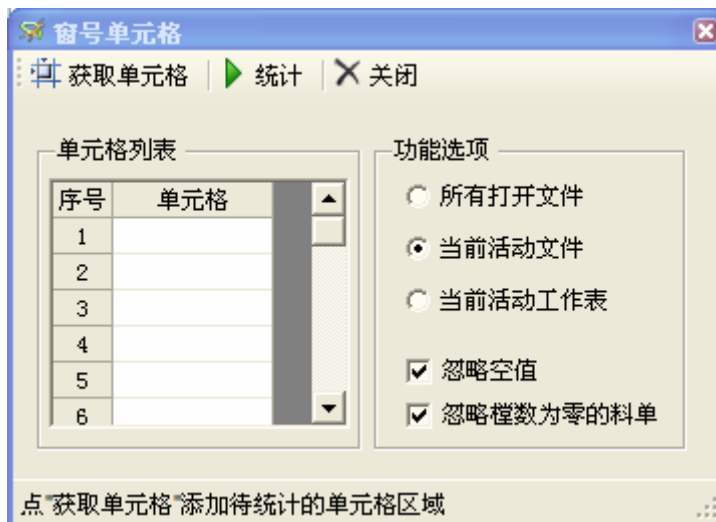 窗号单元格
获取单元格 统计 关闭
单元格列表
序号 单元格
1
2
3
4
5
6
功能选项
所有打开文件
当前活动文件
当前活动工作表
忽略空值
忽略樘数为零的料单
点"获取单元格"添加待统计的单元格区域